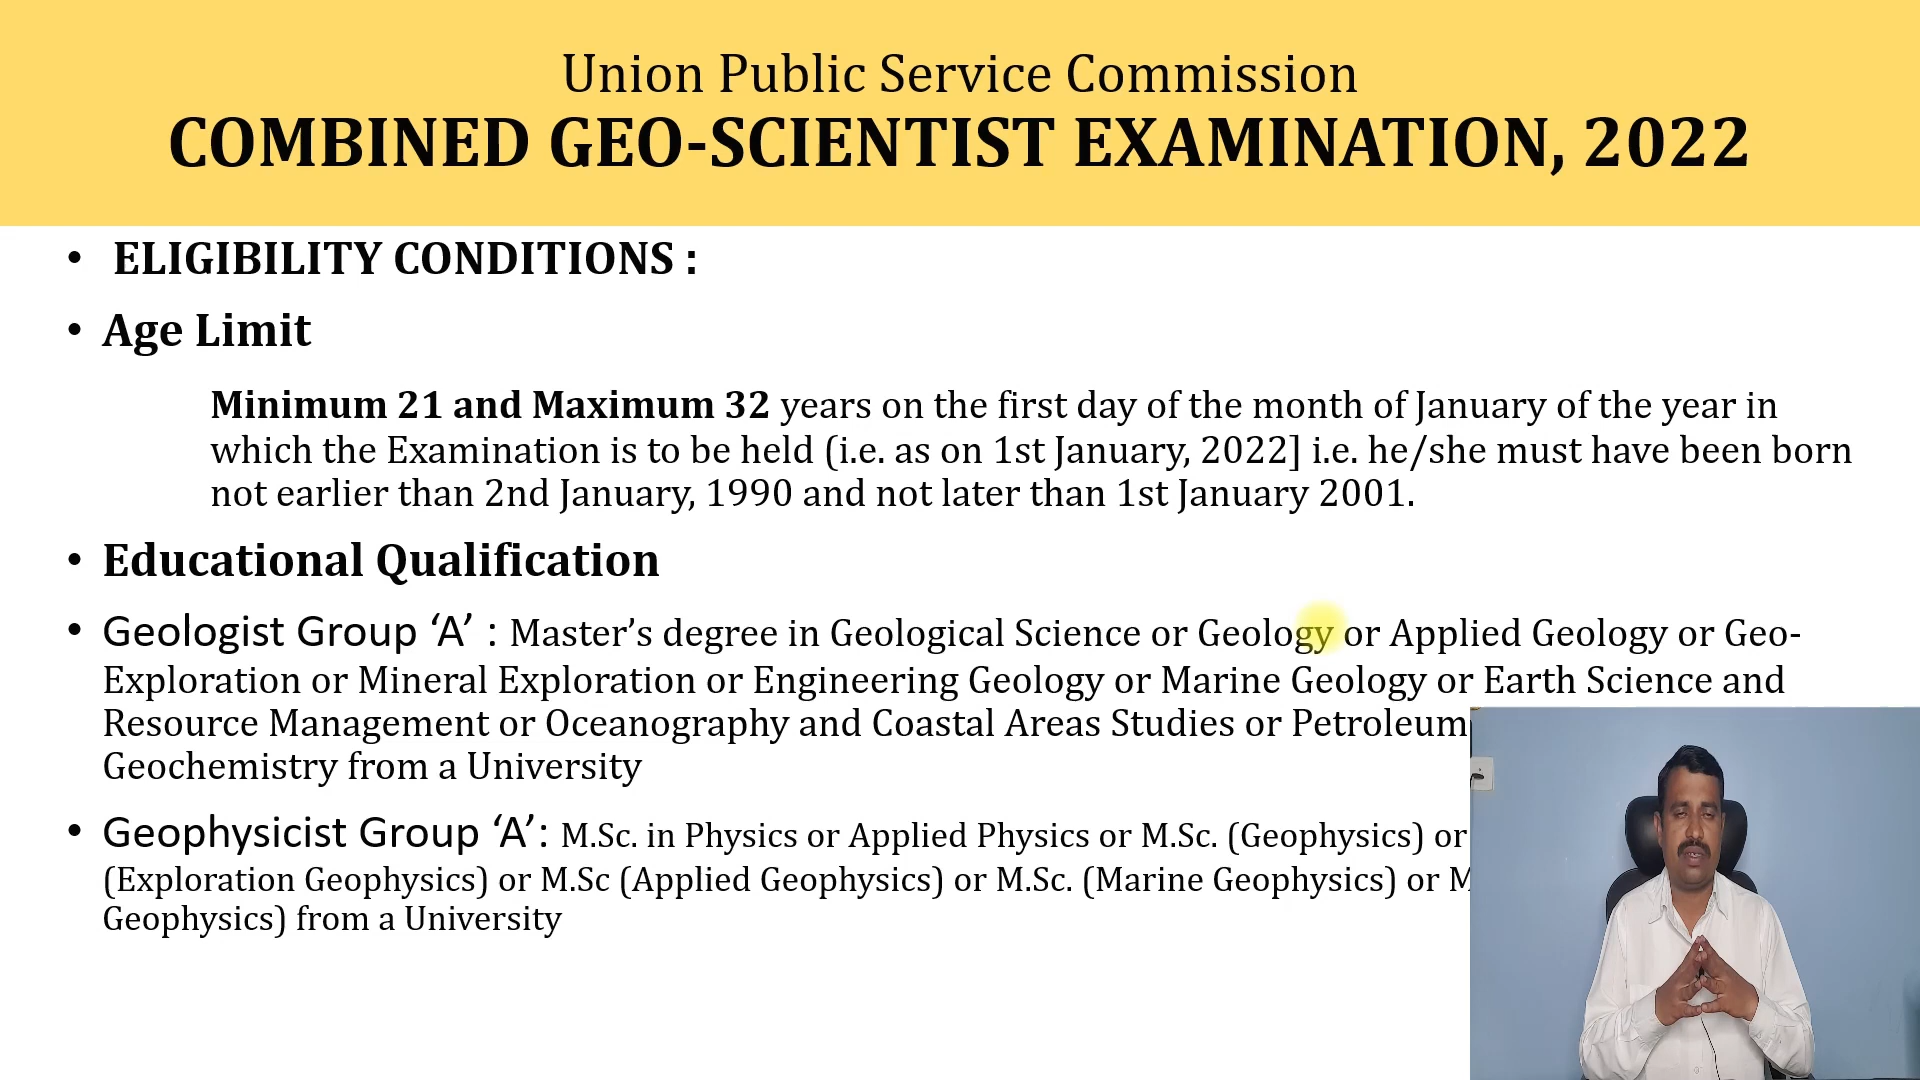 Union Public Service Commission
COMBINED GEO-SCIENTIST EXAMINATION, 2022
• ELIGIBILITY CONDITIONS :
• Age Limit
Minimum 21 and Maximum 32 years on the first day of the month of January of the year in
which the Examination is to be held (i.e. as on 1st January, 2022] i.e. he/she must have been born
not earlier than 2nd January, 1990 and not later than 1st January 2001.
• Educational Qualification
• Geologist Group ‘A’ : Master’s degree in Geological Science or Geology or Applied Geology or Geo-
Exploration or Mineral Exploration or Engineering Geology or Marine Geology or Earth Science and
Resource Management or Oceanography and Coastal Areas Studies or Petroleum
Geochemistry from a University
• Geophysicist Group ‘A’: M.Sc. in Physics or Applied Physics or M.Sc. (Geophysics) or
(Exploration Geophysics) or M.Sc (Applied Geophysics) or M.Sc. (Marine Geophysics) or
Geophysics) from a University